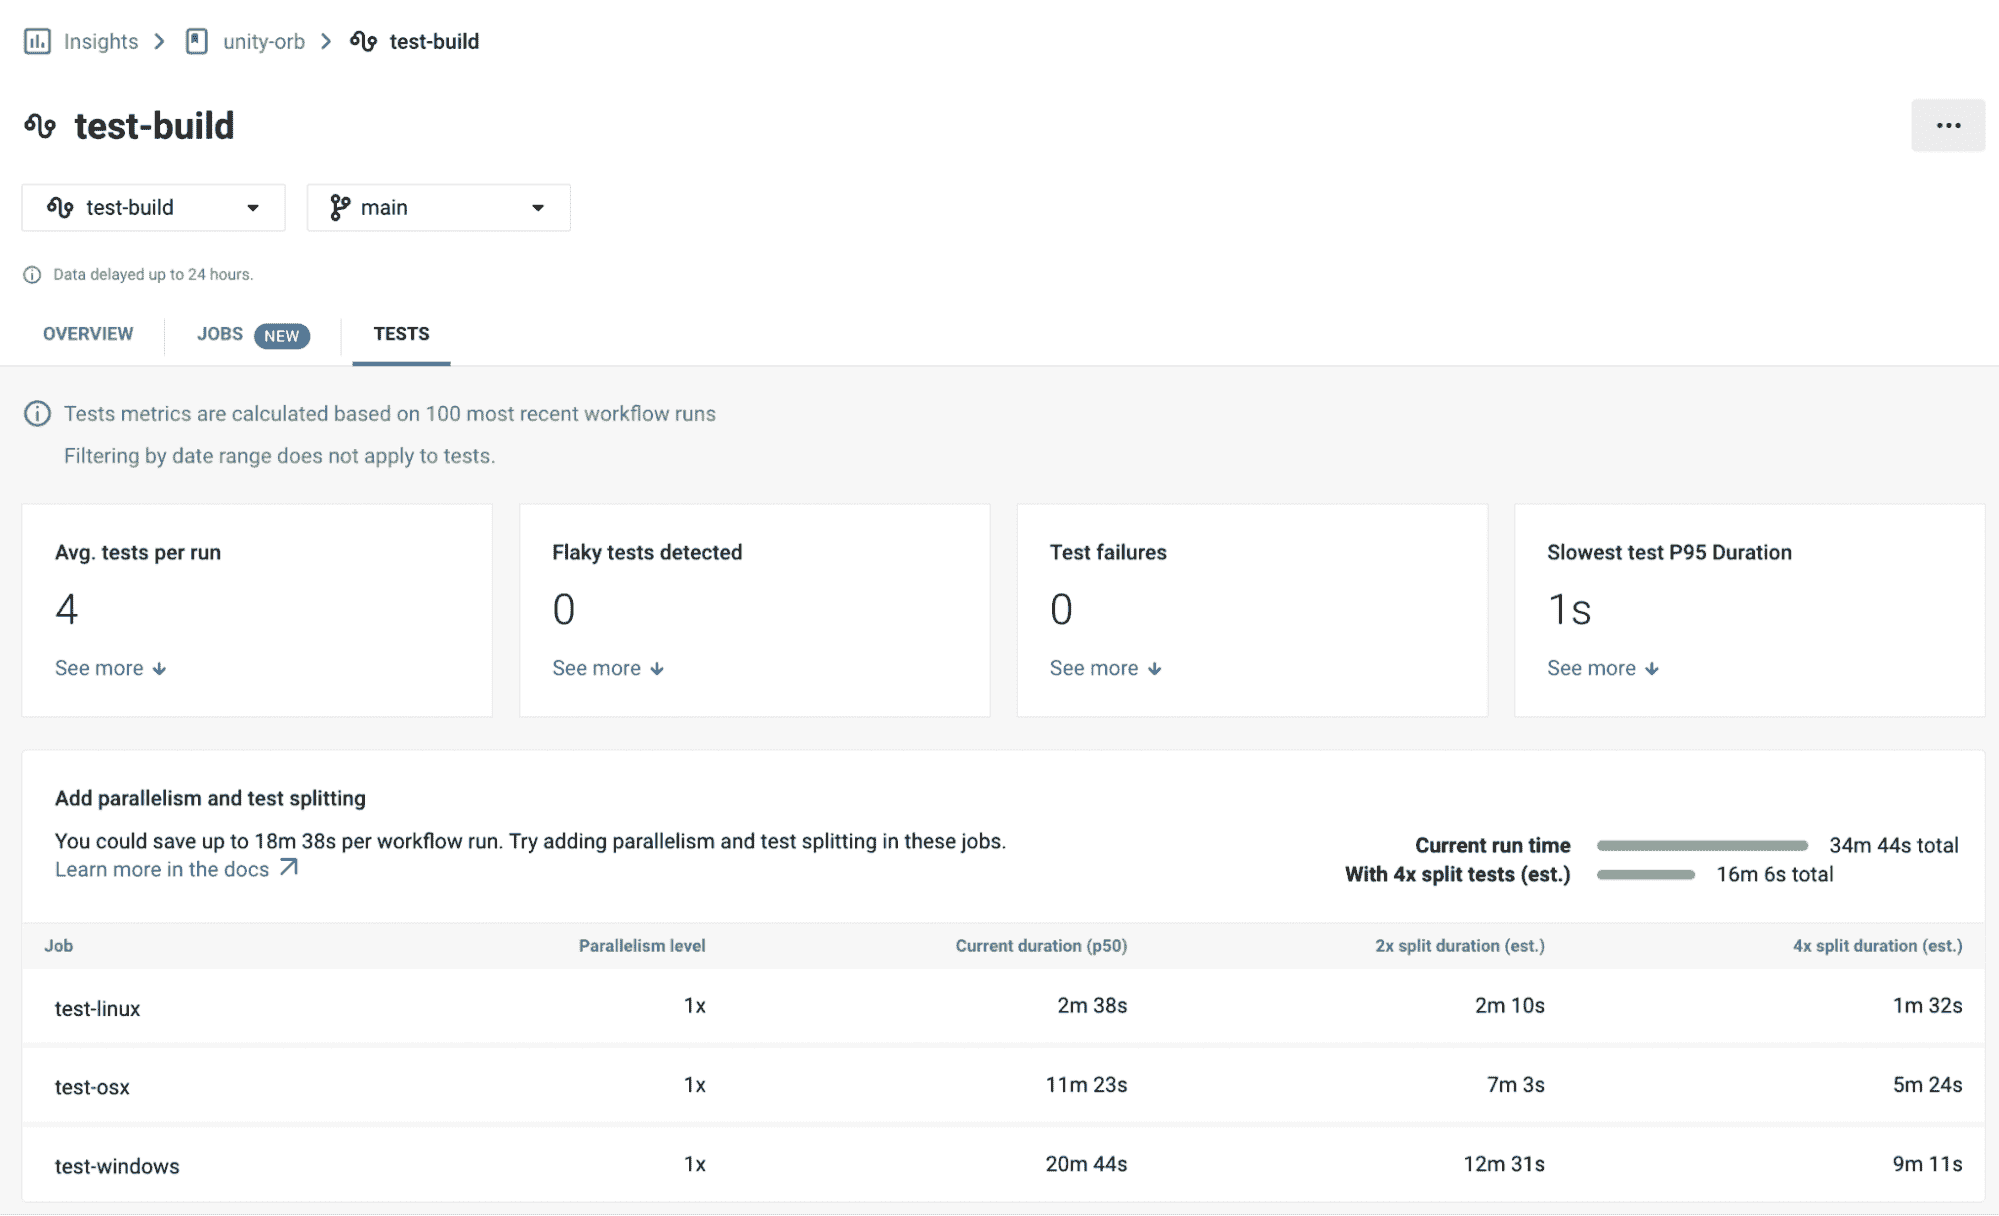 Insights > unity-orb > test-build
test-build
test-build main
Data delayed up to 24 hours.
OVERVIEW JOBS NEW TESTS
Tests metrics are calculated based on 100 most recent workflow runs
Filtering by date range does not apply to tests.
Avg. tests per run
4
See more ↓
Flaky tests detected
0
See more ↓
Test failures
0
See more ↓
Slowest test P95 Duration
1s
See more ↓
Add parallelism and test splitting
You could save up to 18m 38s per workflow run. Try adding parallelism and test splitting in these jobs.
Learn more in the docs
Current run time 34m 44s total
With 4x split tests (est.) 16m 6s total
Job Parallelism level Current duration (p50) 2x split duration (est.) 4x split duration (est.)
test-linux 1x 2m 38s 2m 10s 1m 32s
test-osx 1x 11m 23s 7m 3s 5m 24s
test-windows 1x 20m 44s 12m 31s 9m 11s